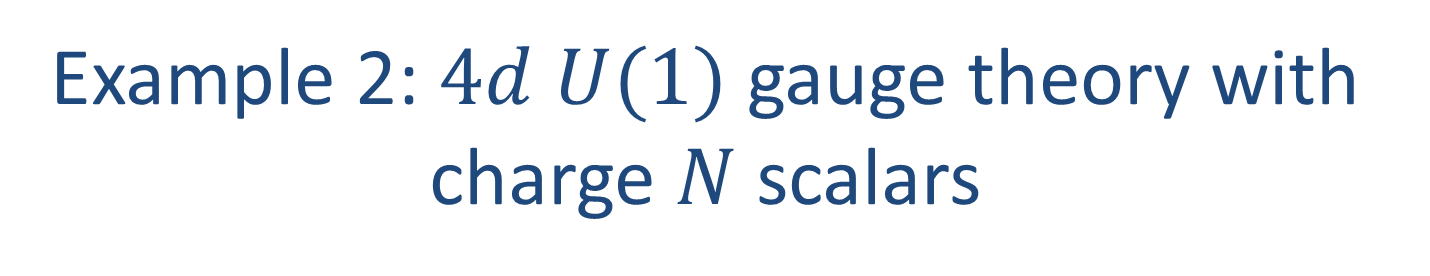 Example 2: 4d U(1) gauge theory with
charge N scalars